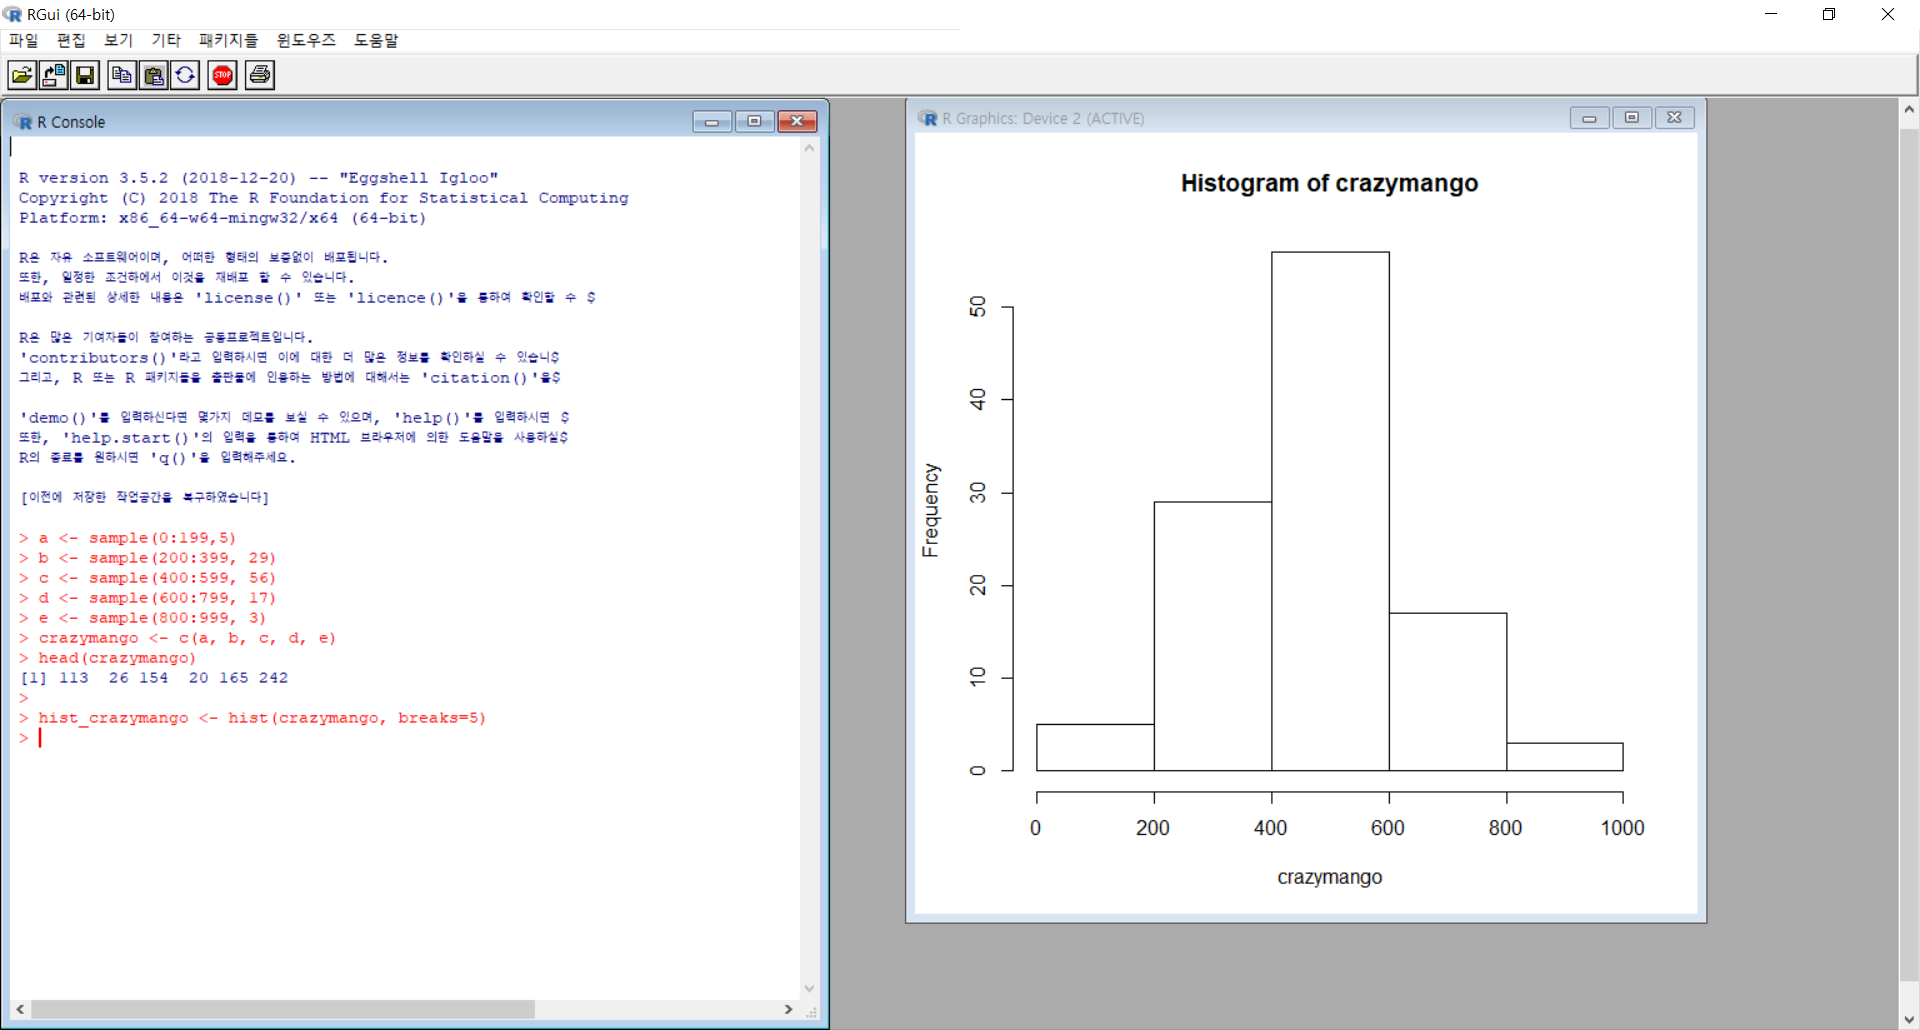 RGui (64-bit)
파일 편집 보기 기타 패키지들 윈도우즈 도움말
STOP
R Console
R version 3.5.2 (2018-12-20) -- "Eggshell Igloo"
Copyright (C) 2018 The R Foundation for Statistical Computing
Platform: x86_64-w64-mingw32/x64 (64-bit)
R은 자유 소프트웨어이며, 어떠한 형태의 보증없이 배포됩니다.
또한, 일정한 조건하에서 이것을 재배포 할 수 있습니다.
배포와 관련된 상세한 내용은 'license()' 또는 'licence()'을 통하여 확인할 수 $
R은 많은 기여자들이 참여하는 공동프로젝트입니다.
'contributors()'라고 입력하시면 이에 대한 더 많은 정보를 확인하실 수 있습니$
그리고, R 또는 R 패키지들을 출판물에 인용하는 방법에 대해서는 'citation()'을$
'demo()'를 입력하신다면 몇가지 데모를 보실 수 있으며, 'help()'를 입력하시면 $
또한, 'help.start()'의 입력을 통하여 HTML 브라우저에 의한 도움말을 사용하실$
R의 종료를 원하시면 'q()'을 입력해주세요.
[이전에 저장한 작업공간을 복구하였습니다]
> a <- sample(0:199,5)
> b <- sample(200:399, 29)
> c <- sample(400:599, 56)
> d <- sample(600:799, 17)
> e <- sample(800:999, 3)
> crazymango <- c(a, b, c, d, e)
> head(crazymango)
[1] 113  26 154  20 165 242
>
> hist_crazymango <- hist(crazymango, breaks=5)
>
R Graphics: Device 2 (ACTIVE)
Histogram of crazymango
Frequency
50
40
30
20
10
0
0 200 400 600 800 1000
crazymango